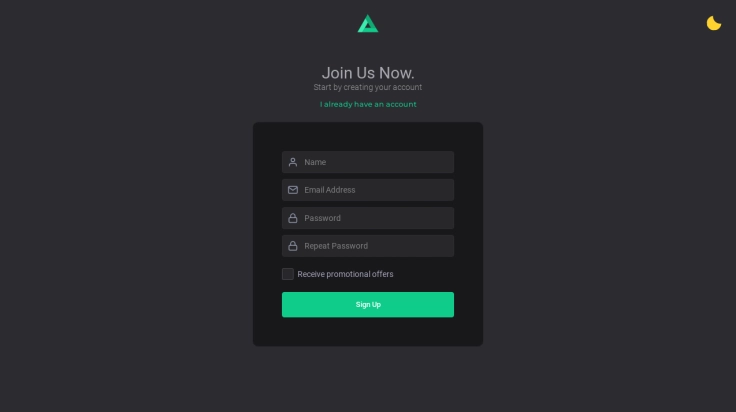 Join Us Now.
Start by creating your account
I already have an account
Name
Email Address
Password
Repeat Password
Receive promotional offers
Sign Up